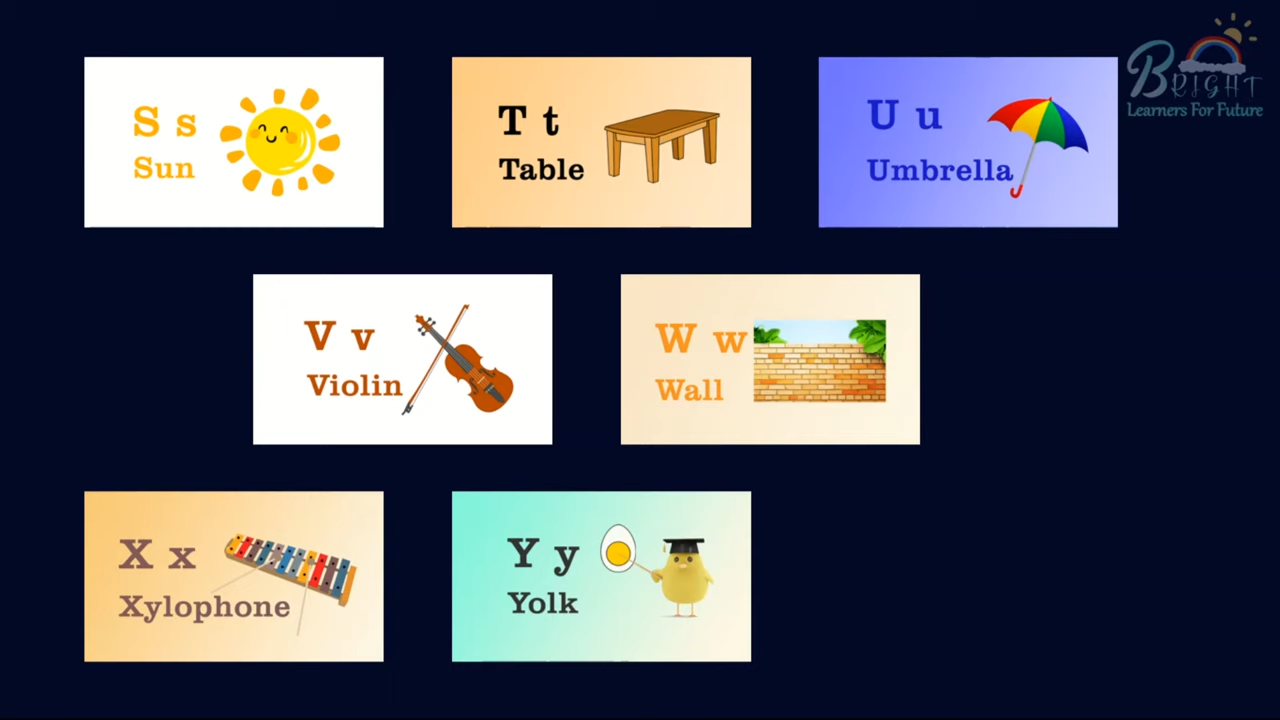 S s
Sun
T t
Table
U u
Umbrella
BRIGHT
Learners For Future
V v
Violin
W w
Wall
X x
Xylophone
Y y
Yolk